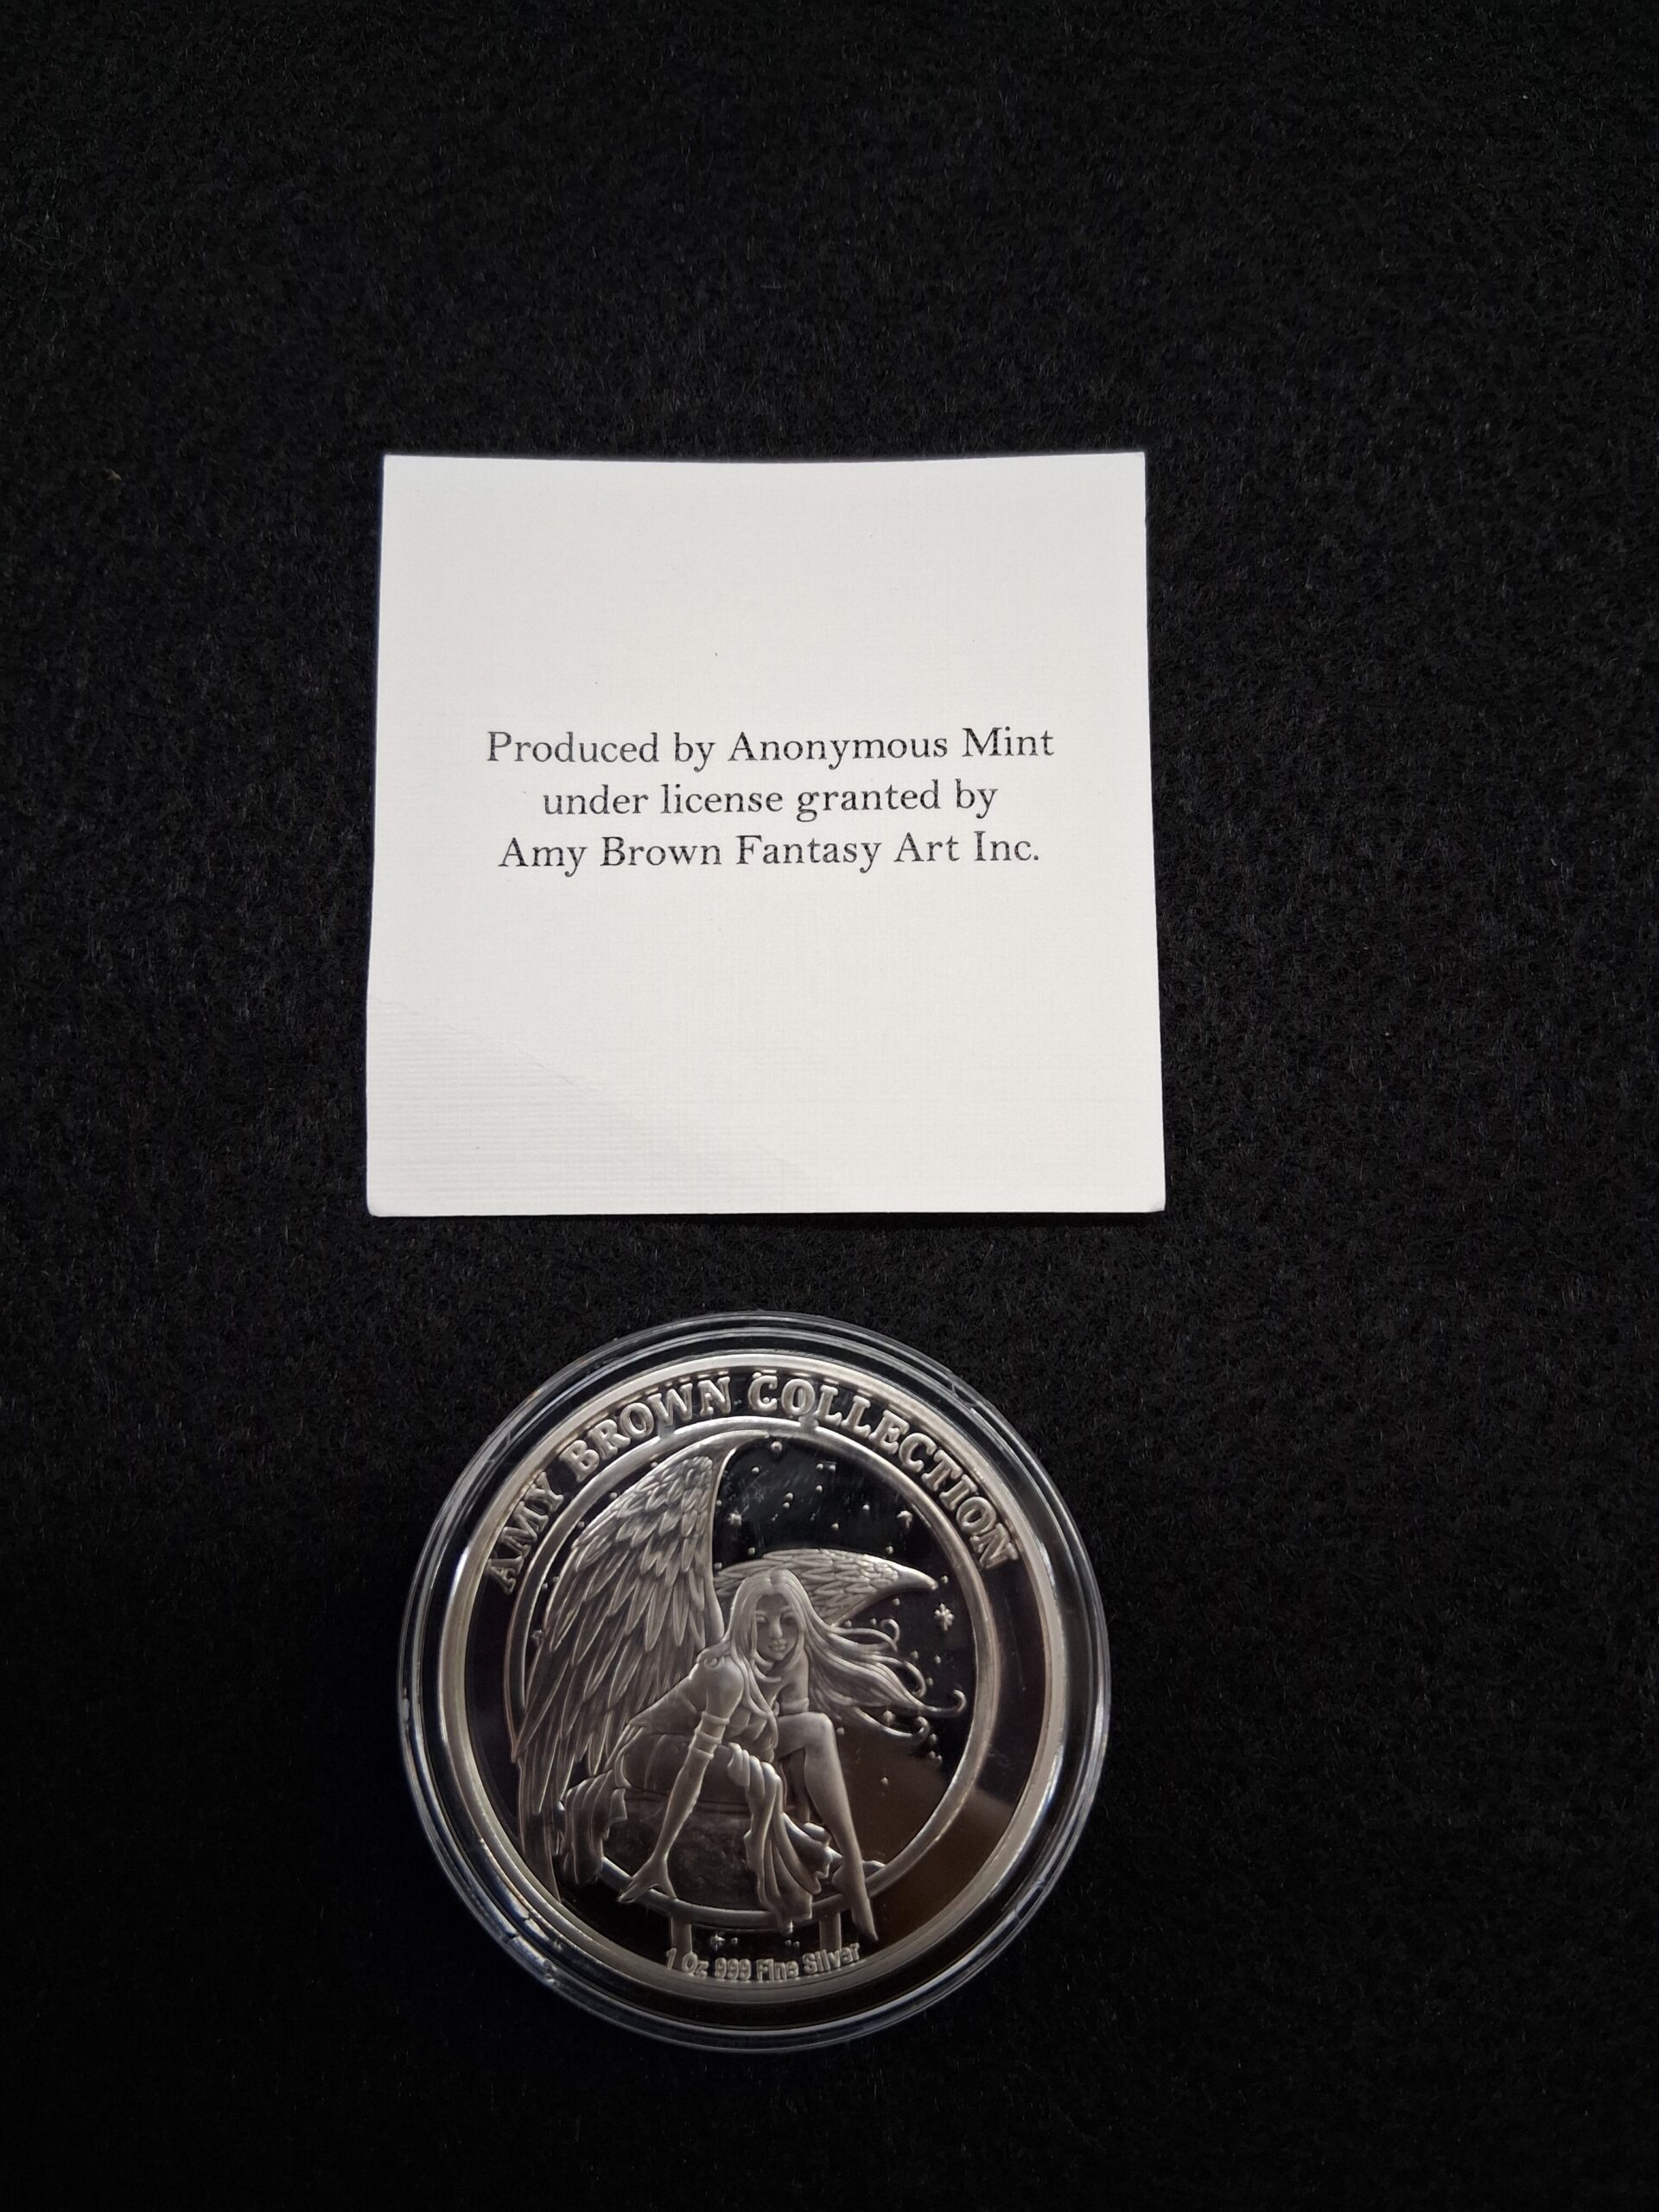 Produced by Anonymous Mint
under license granted by
Amy Brown Fantasy Art Inc.
AMY BROWN COLLECTION
1 Oz 999 Fine Silver